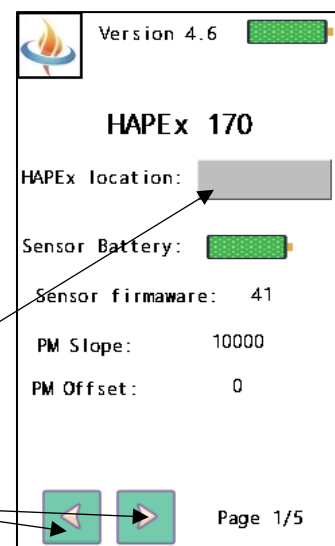 Version 4.6
HAPEx 170
HAPEx location:
Sensor Battery:
Sensor firmaware: 41
PM Slope: 10000
PM Offset: 0
Page 1/5